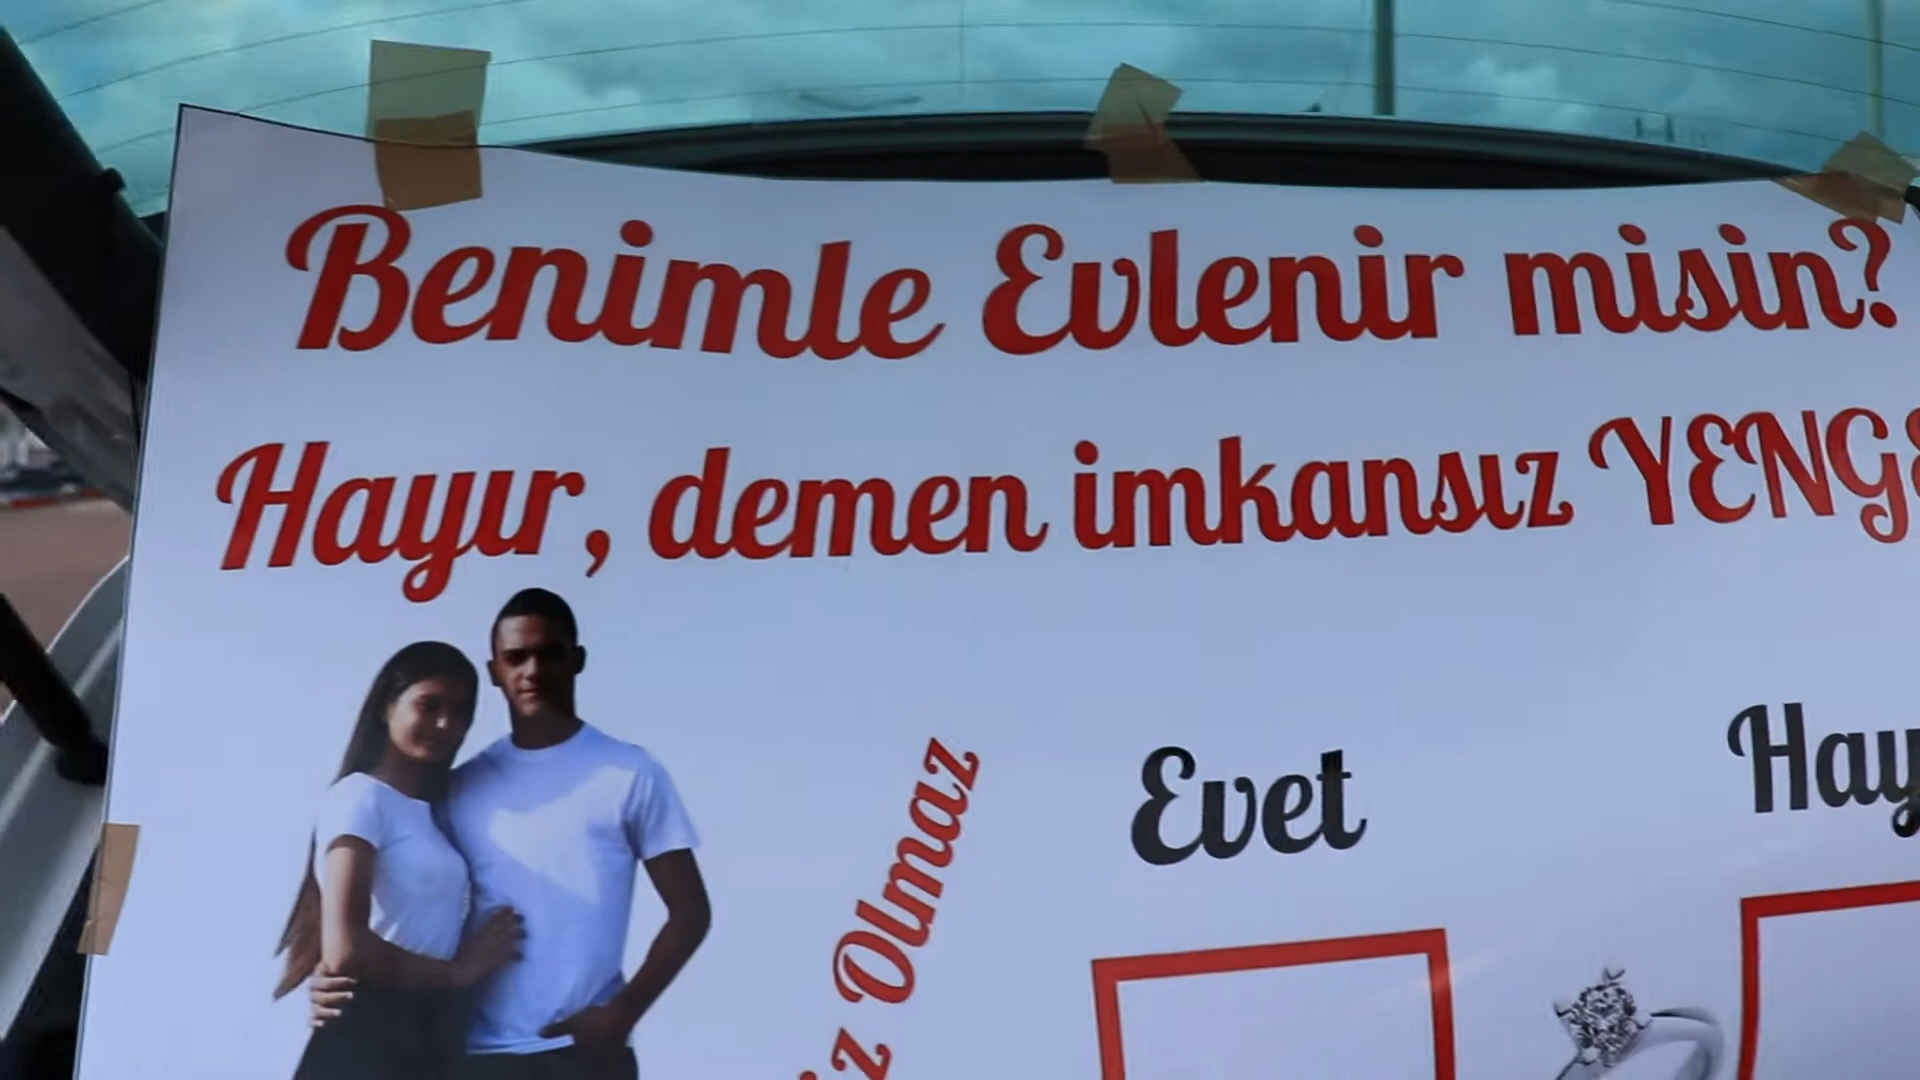 Benimle Evlenir misin?
Hayır, demen imkansız
Evet
Olmaz